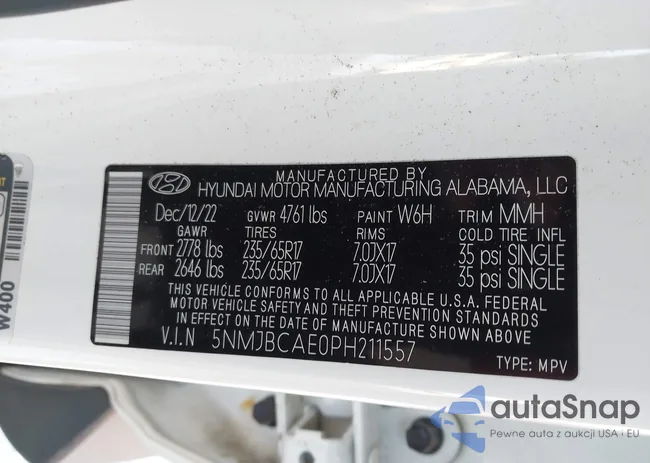 MANUFACTURED BY
HYUNDAI MOTOR MANUFACTURING ALABAMA, LLC
Dec/12/22 GVWR 4761 lbs PAINT W6H TRIM MMH
GAWR TIRES RIMS COLD TIRE INFL
FRONT 2778 lbs 235/65R17 7.0JX17 35 psi SINGLE
REAR 2646 lbs 235/65R17 7.0JX17 35 psi SINGLE
THIS VEHICLE CONFORMS TO ALL APPLICABLE U.S.A. FEDERAL
MOTOR VEHICLE SAFETY AND THEFT PREVENTION STANDARDS
IN EFFECT ON THE DATE OF MANUFACTURE SHOWN ABOVE.
V.I.N 5NMJBCAE0PH211557
TYPE: MPV
W400
autaSnap
Pewne auta z aukcji USA i EU